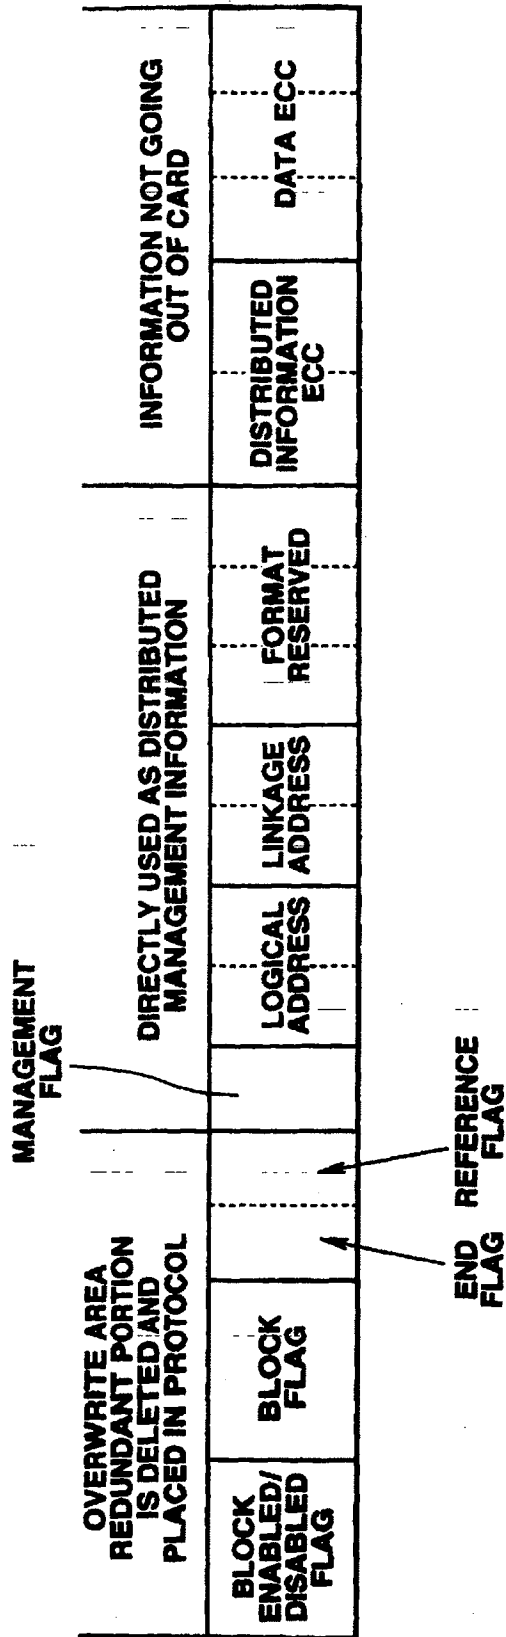 MANAGEMENT
FLAG
OVERWRITE AREA
REDUNDANT PORTION
IS DELETED AND
PLACED IN PROTOCOL
DIRECTLY USED AS DISTRIBUTED
MANAGEMENT INFORMATION
INFORMATION NOT GOING
OUT OF CARD
BLOCK
ENABLED/
DISABLED
FLAG
BLOCK
FLAG
LOGICAL
ADDRESS
LINKAGE
ADDRESS
FORMAT
RESERVED
DISTRIBUTED
INFORMATION
ECC
DATA ECC
END
FLAG
REFERENCE
FLAG